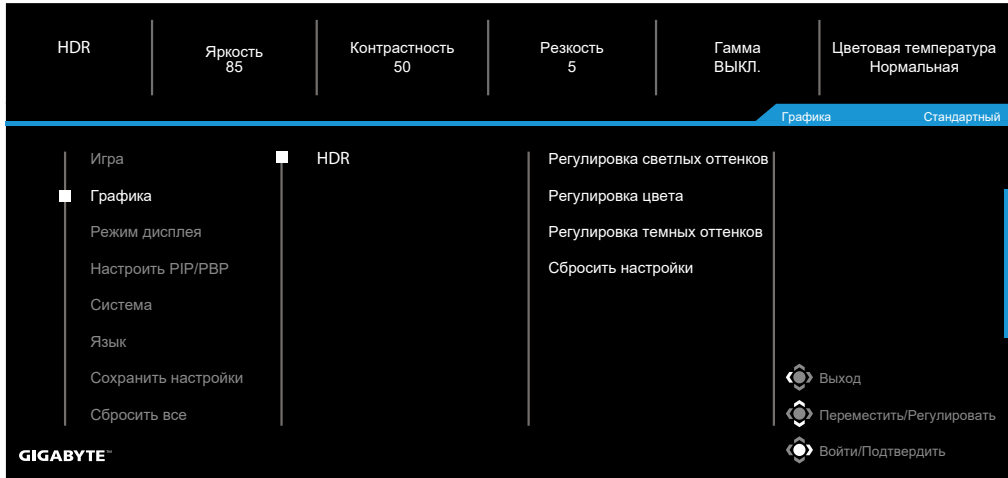 HDR
Яркость
85
Контрастность
50
Резкость
5
Гамма
ВЫКЛ.
Цветовая температура
Нормальная
Графика
Стандартный
Игра
Графика
Режим дисплея
Настроить PIP/PBP
Система
Язык
Сохранить настройки
Сбросить все
HDR
Регулировка светлых оттенков
Регулировка цвета
Регулировка темных оттенков
Сбросить настройки
Выход
Переместить/Регулировать
Войти/Подтвердить
GIGABYTE™